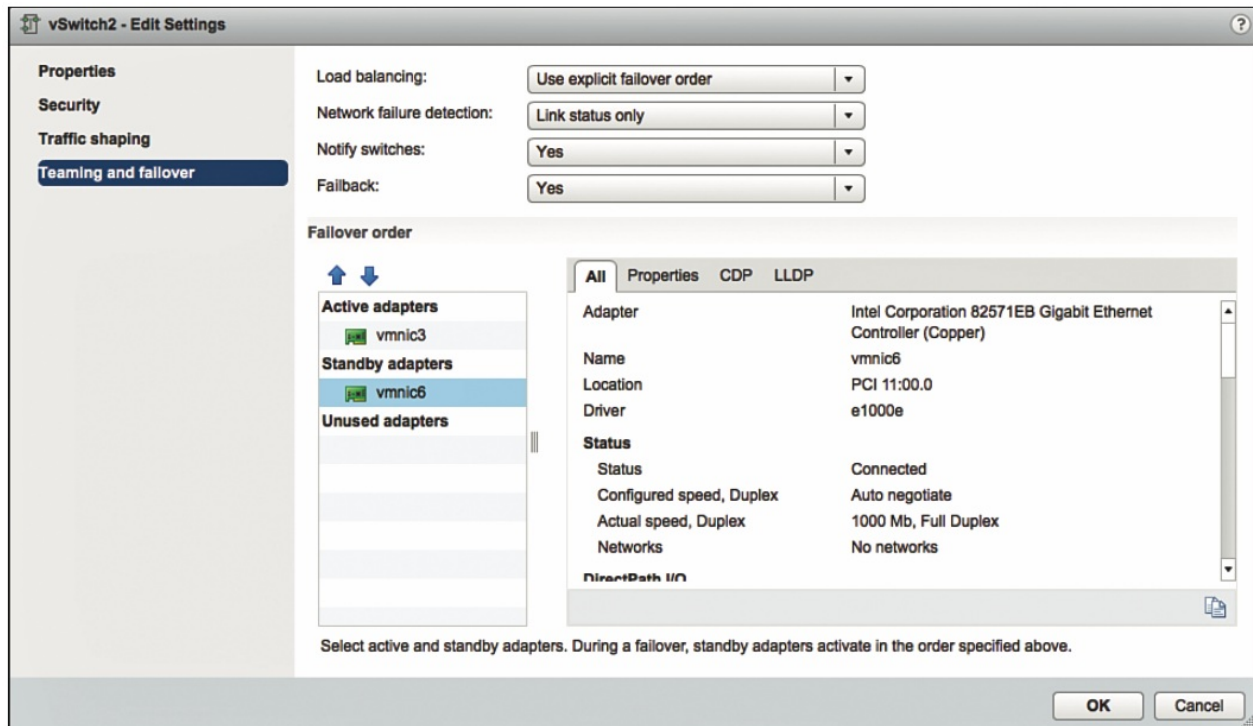 vSwitch2 - Edit Settings
?
Properties
Security
Traffic shaping
Teaming and failover
Load balancing: Use explicit failover order
Network failure detection: Link status only
Notify switches: Yes
Failback: Yes
Failover order
Active adapters
vmnic3
Standby adapters
vmnic6
Unused adapters
All Properties CDP LLDP
Adapter Intel Corporation 82571EB Gigabit Ethernet
Controller (Copper)
Name vmnic6
Location PCI 11:00.0
Driver e1000e
Status
Status Connected
Configured speed, Duplex Auto negotiate
Actual speed, Duplex 1000 Mb, Full Duplex
Networks No networks
DirectPath I/O
Select active and standby adapters. During a failover, standby adapters activate in the order specified above.
OK Cancel